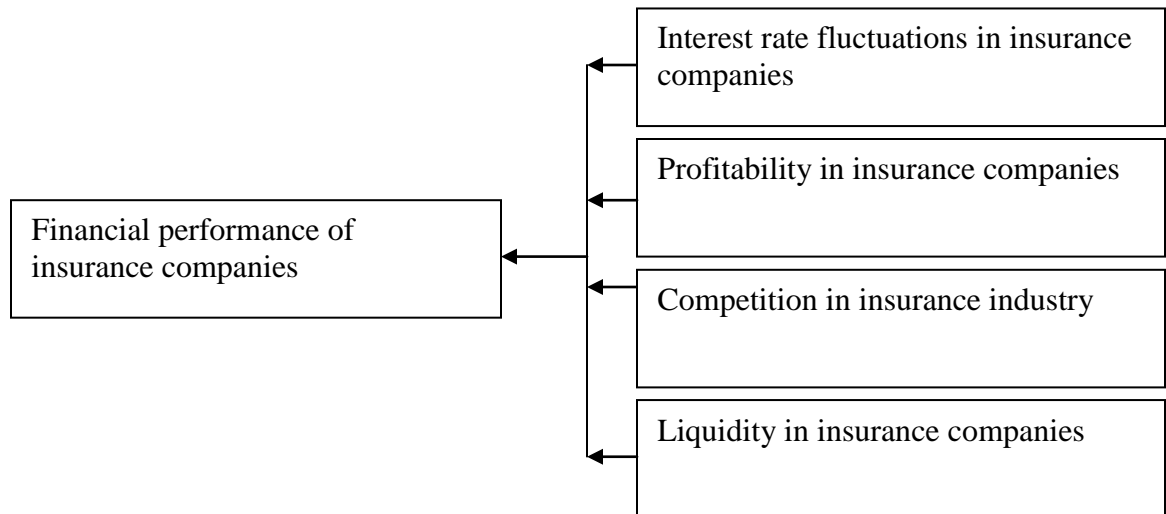 Interest rate fluctuations in insurance
companies
Profitability in insurance companies
Financial performance of
insurance companies
Competition in insurance industry
Liquidity in insurance companies